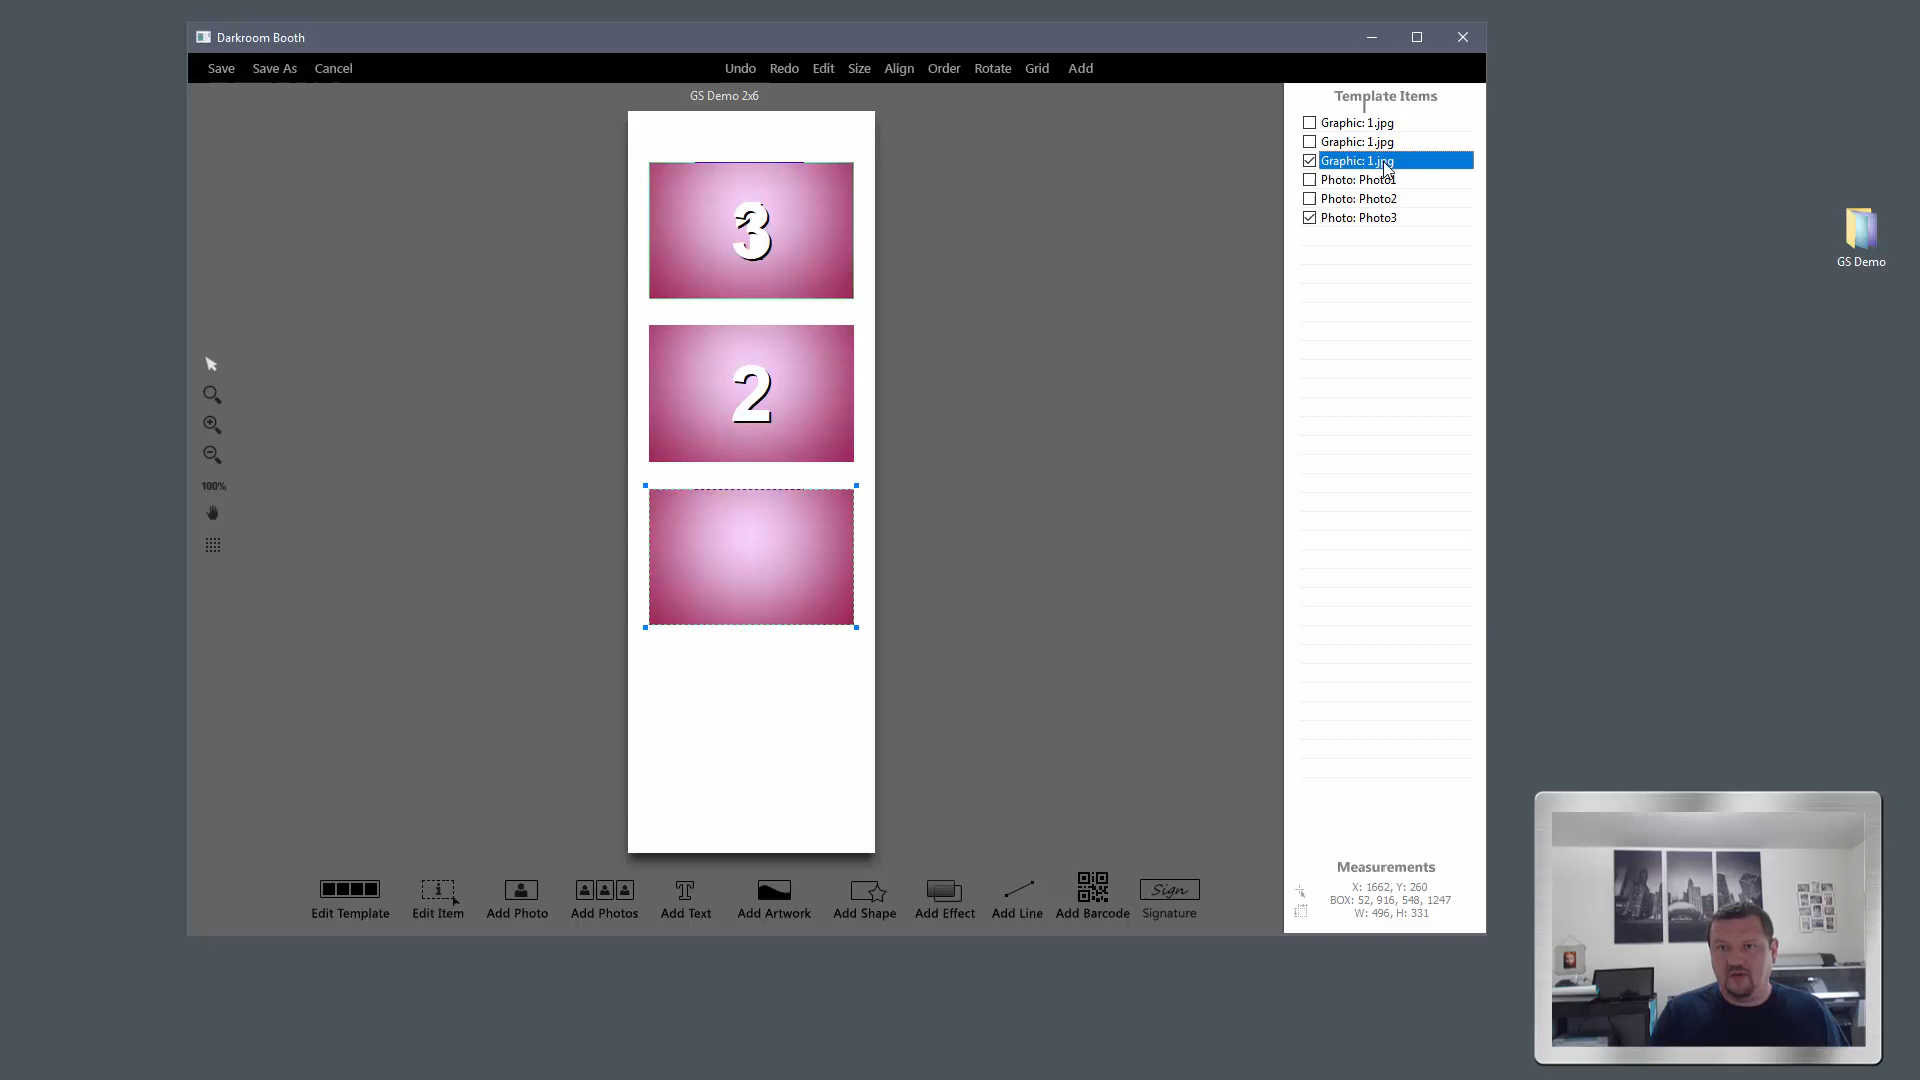 Darkroom Booth
Save Save As Cancel Undo Redo Edit Size Align Order Rotate Grid Add
GS Demo 2x6
Template Items
Graphic: 1.jpg
Graphic: 1.jpg
Graphic: 1.jpg
Photo: Photo1
Photo: Photo2
Photo: Photo3
3
2
GS Demo
100%
Measurements
X: 1662, Y: 260
BOX: 52, 916, 548, 1247
W: 496, H: 331
Sign
Edit Template Edit Item Add Photo Add Photos Add Text Add Artwork Add Shape Add Effect Add Line Add Barcode Signature